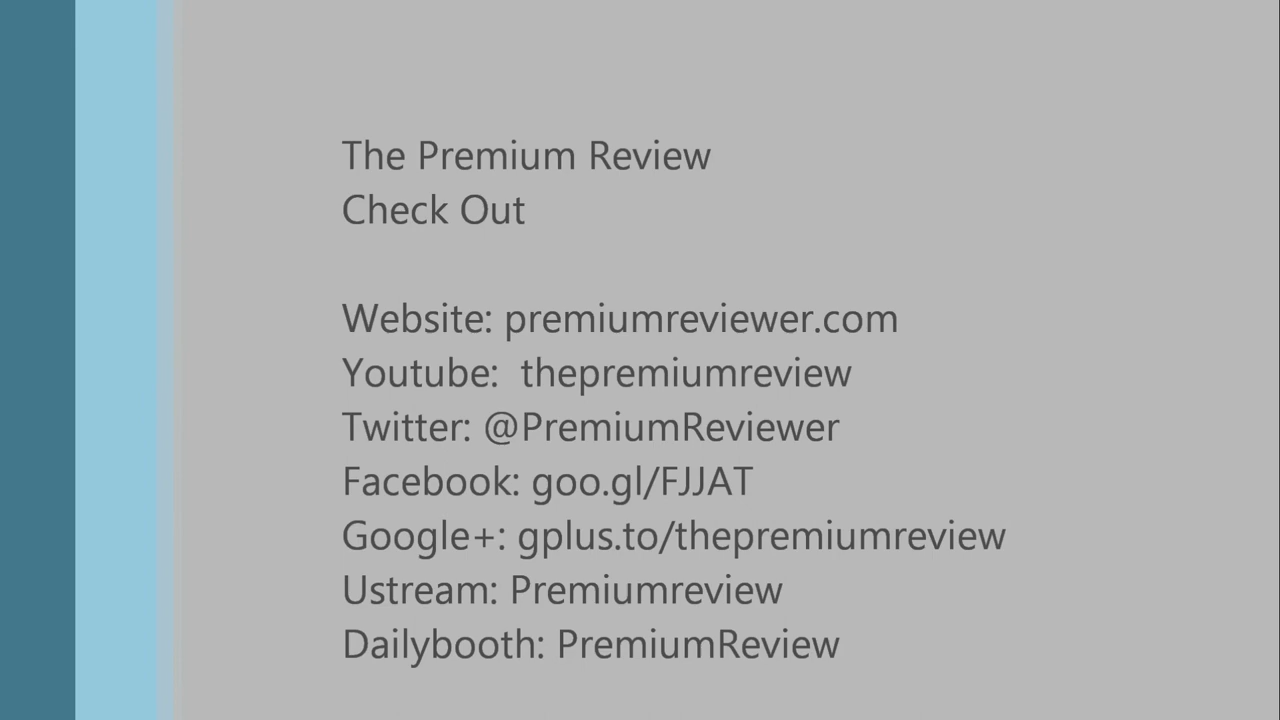 The Premium Review
Check Out
Website: premiumreviewer.com
Youtube:  thepremiumreview
Twitter: @PremiumReviewer
Facebook: goo.gl/FJJAT
Google+: gplus.to/thepremiumreview
Ustream: Premiumreview
Dailybooth: PremiumReview